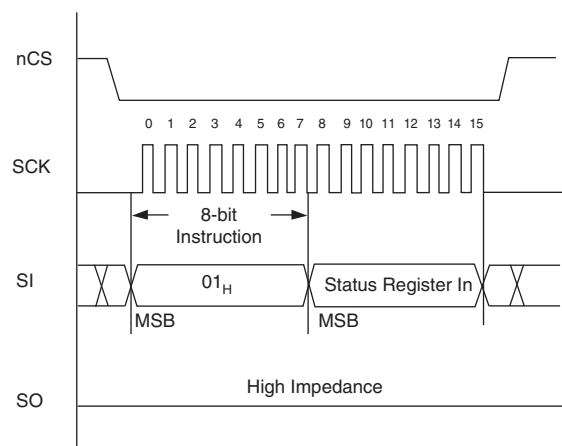 nCS
0 1 2 3 4 5 6 7 8 9 10 11 12 13 14 15
SCK
8-bit
Instruction
SI
01H
Status Register In
MSB
MSB
High Impedance
SO